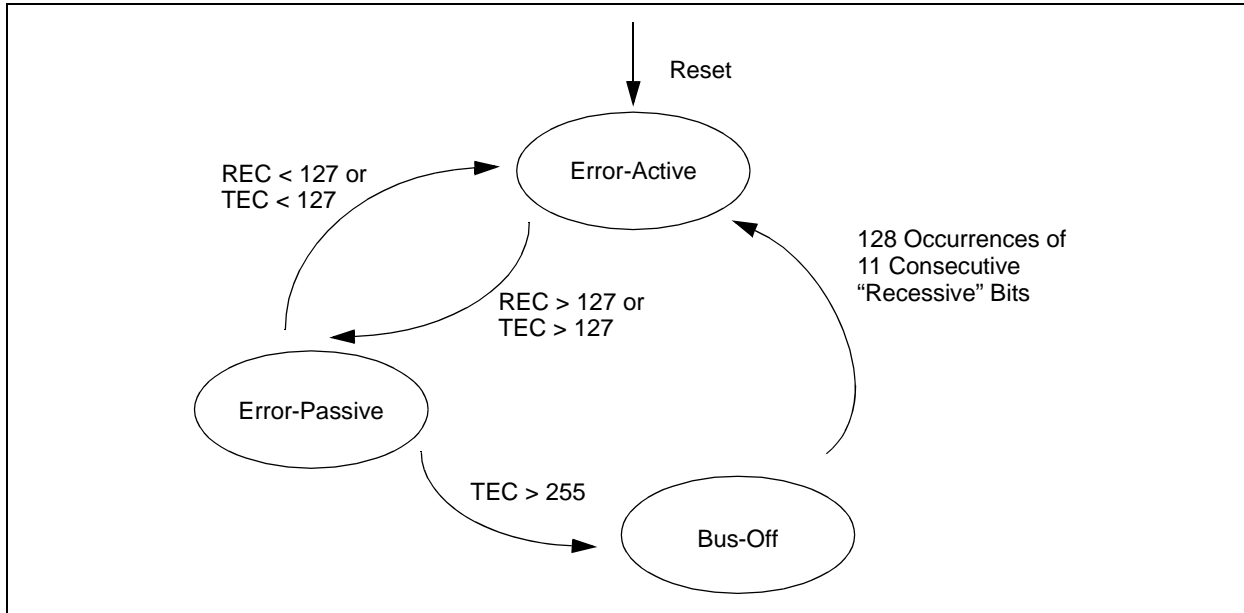 Reset
Error-Active
REC < 127 or
TEC < 127
128 Occurrences of
11 Consecutive
“Recessive” Bits
REC > 127 or
TEC > 127
Error-Passive
TEC > 255
Bus-Off